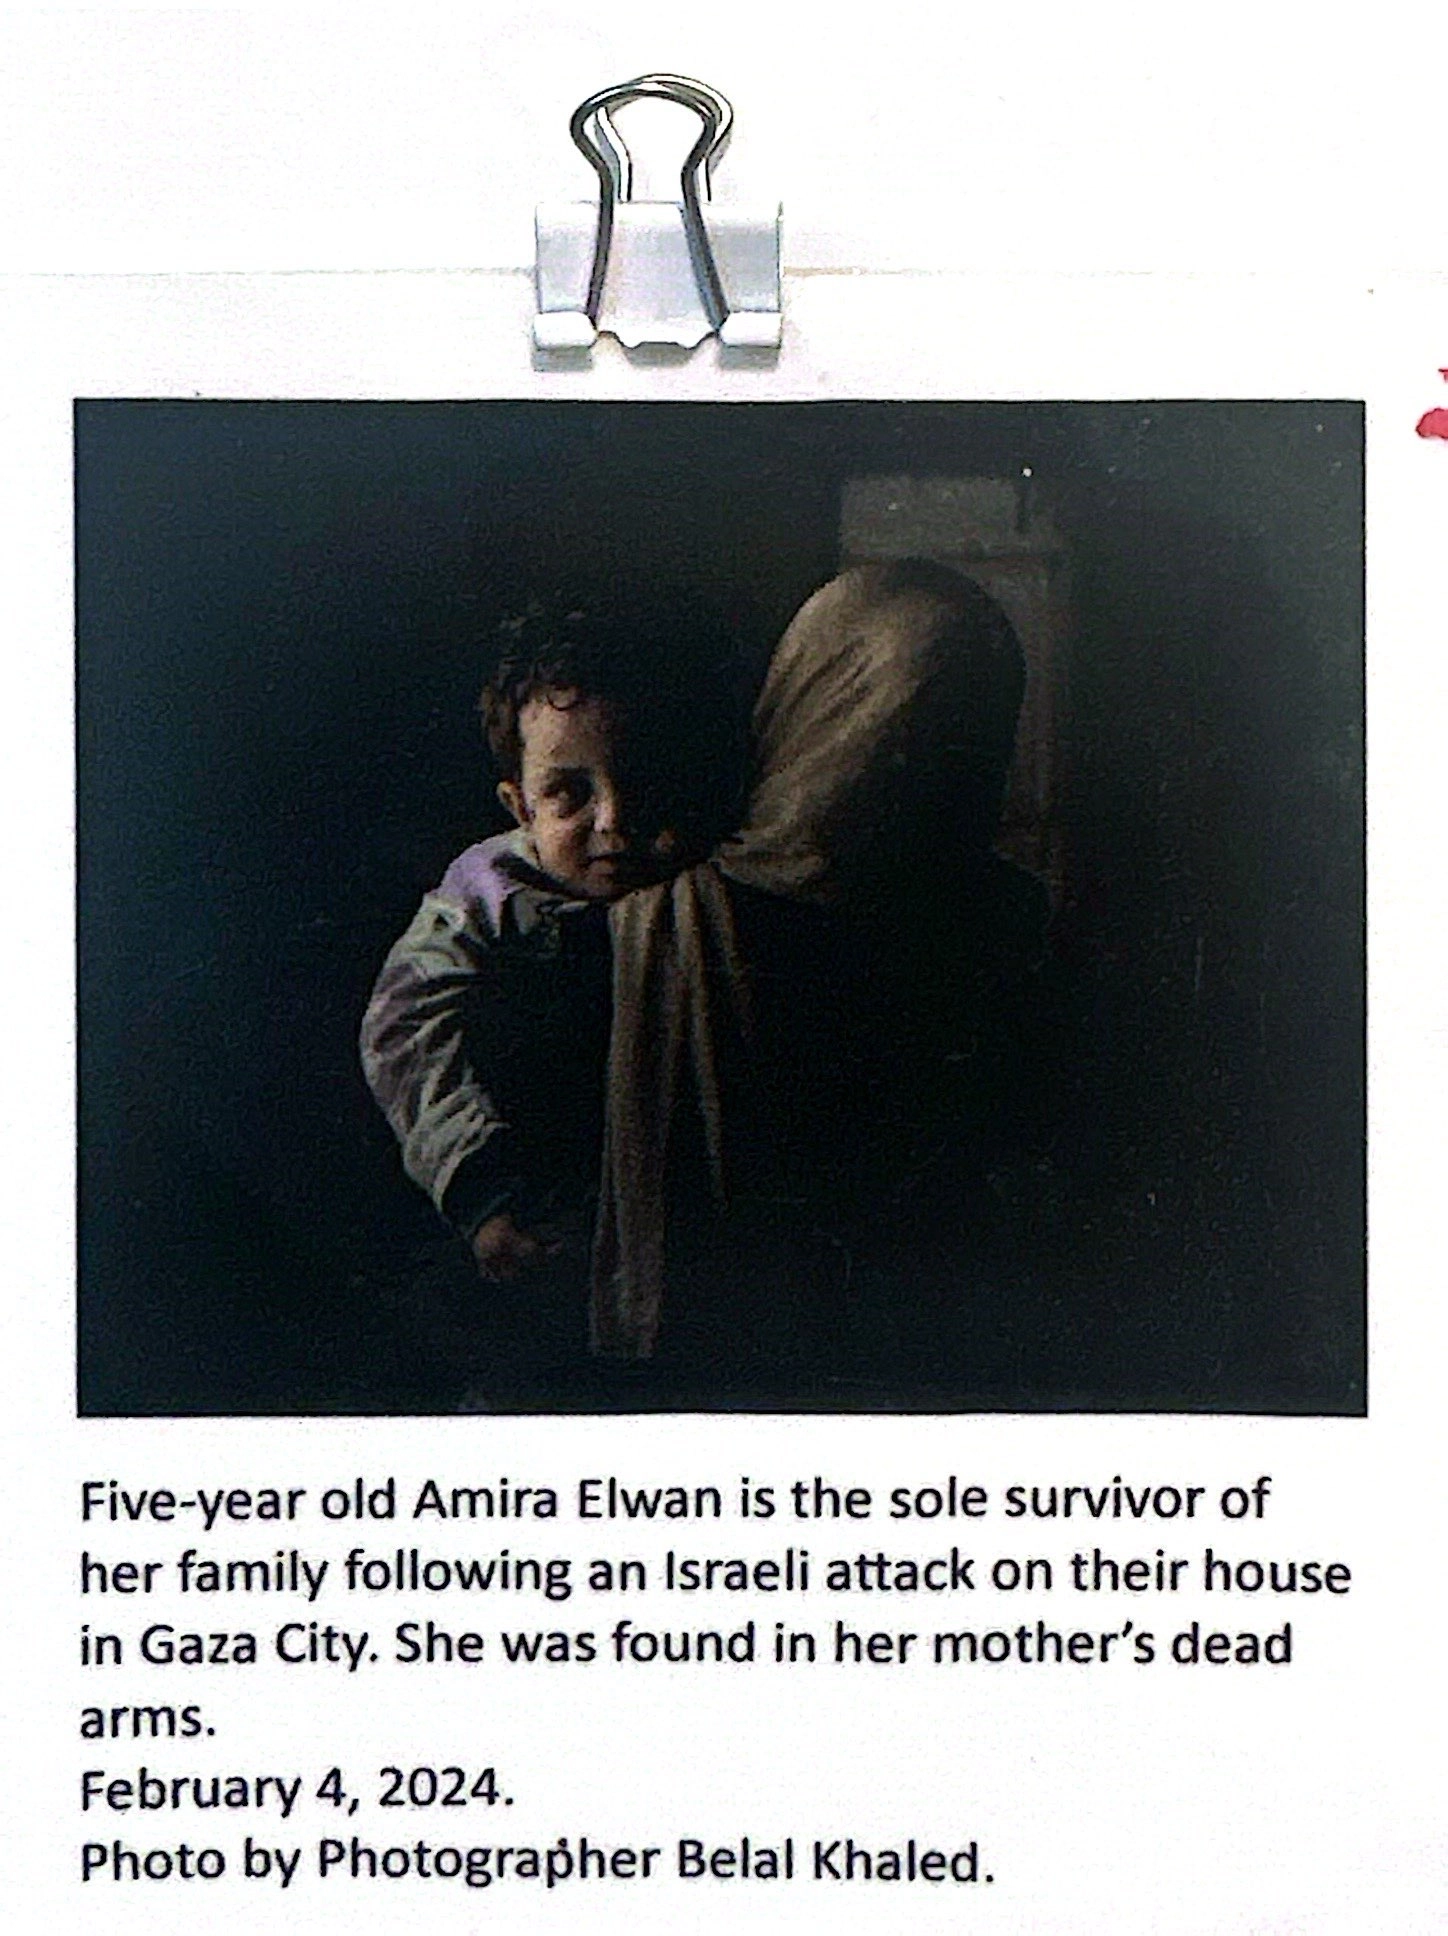 Five-year old Amira Elwan is the sole survivor of
her family following an Israeli attack on their house
in Gaza City. She was found in her mother’s dead
arms.
February 4, 2024.
Photo by Photographer Belal Khaled.